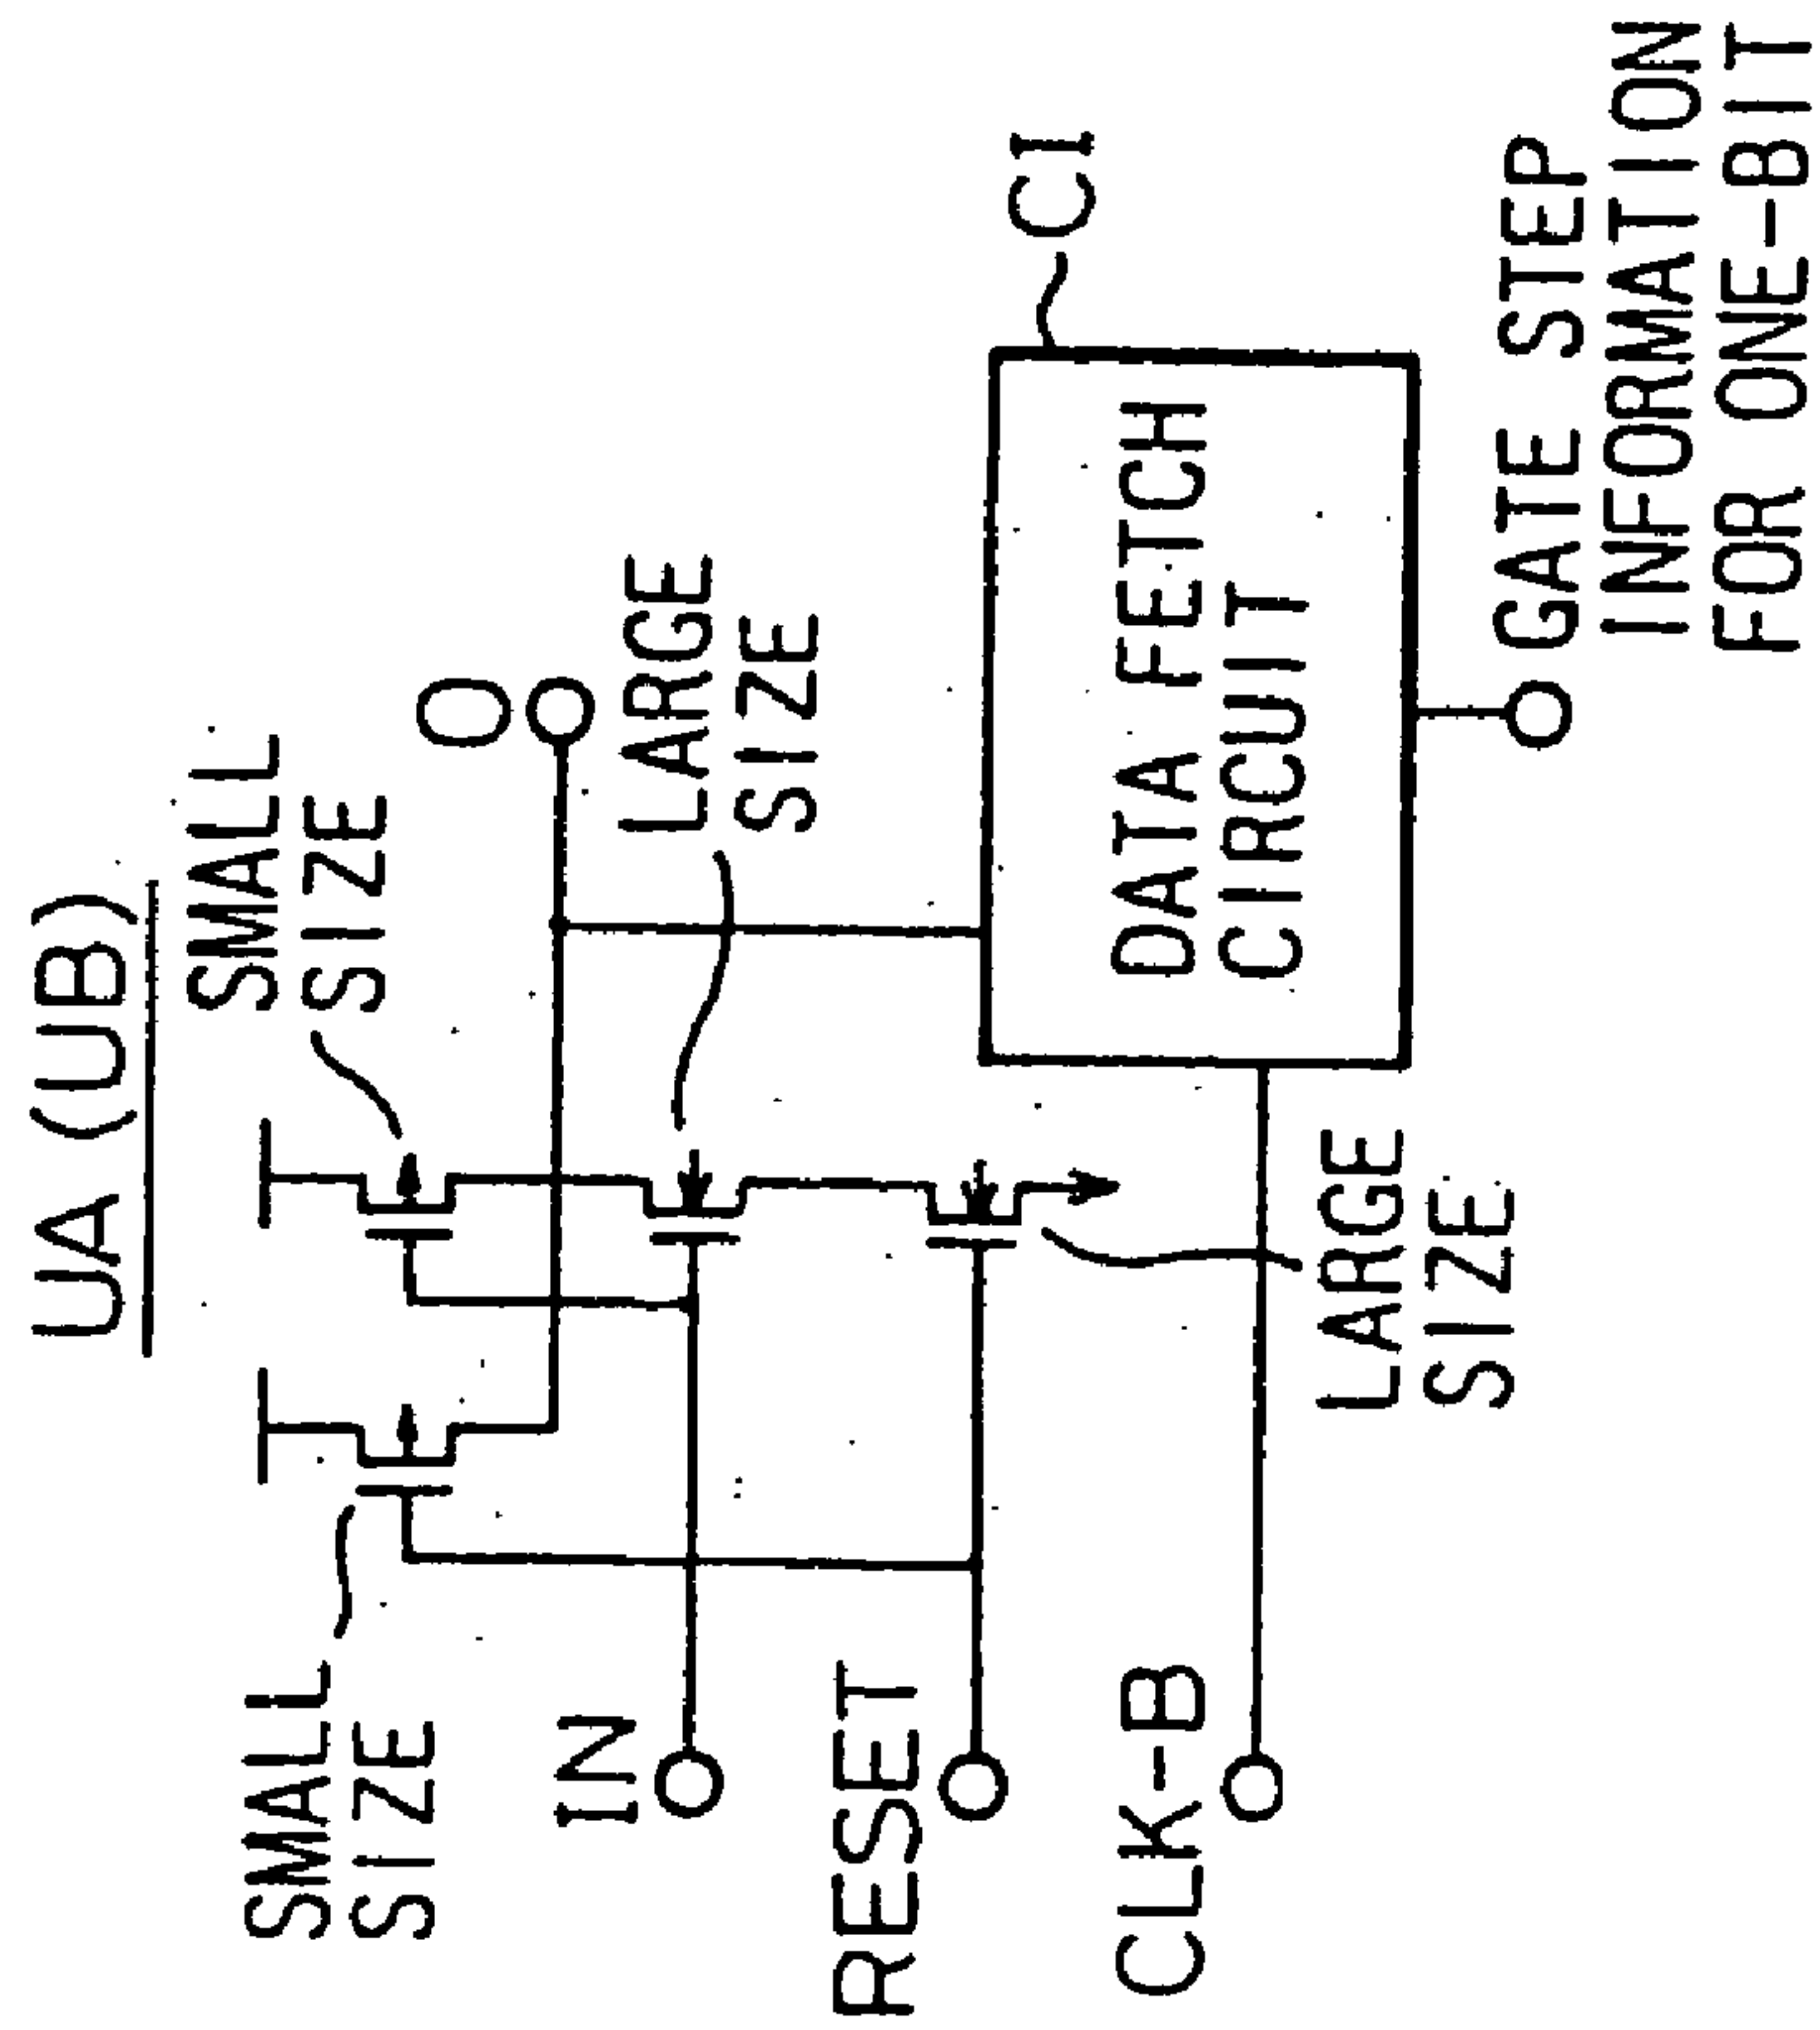 UA (UB)
SMALL
SIZE
SMALL
SIZE
O
IN
LARGE
SIZE
RESET
CLK-B
DATA FETCH
CIRCUIT
CI
LARGE
SIZE
GATE STEP
INFORMATION
FOR ONE-BIT